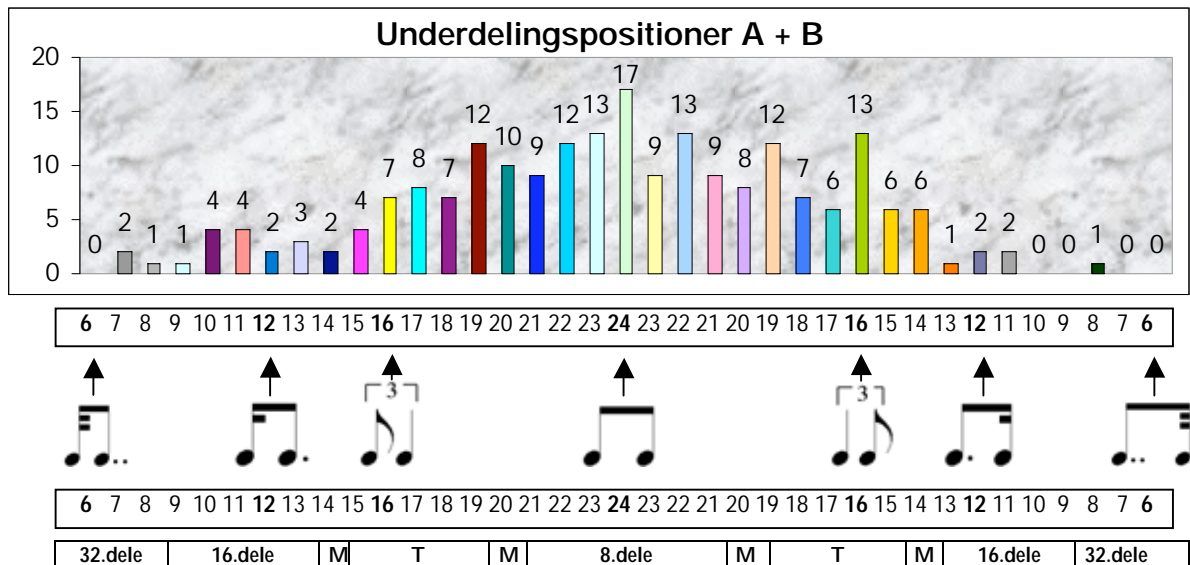 Underdelingspositioner A + B
20
15
10
5
0
0 2 1 1 4 4 2 3 2 4 7 8 7 12 10 9 12 13 17 9 13 9 8 12 7 6 13 6 6 1 2 2 0 0 1 0 0
6 7 8 9 10 11 12 13 14 15 16 17 18 19 20 21 22 23 24 23 22 21 20 19 18 17 16 15 14 13 12 11 10 9 8 7 6
3 3
6 7 8 9 10 11 12 13 14 15 16 17 18 19 20 21 22 23 24 23 22 21 20 19 18 17 16 15 14 13 12 11 10 9 8 7 6
32.dele 16.dele M T M 8.dele M T M 16.dele 32.dele